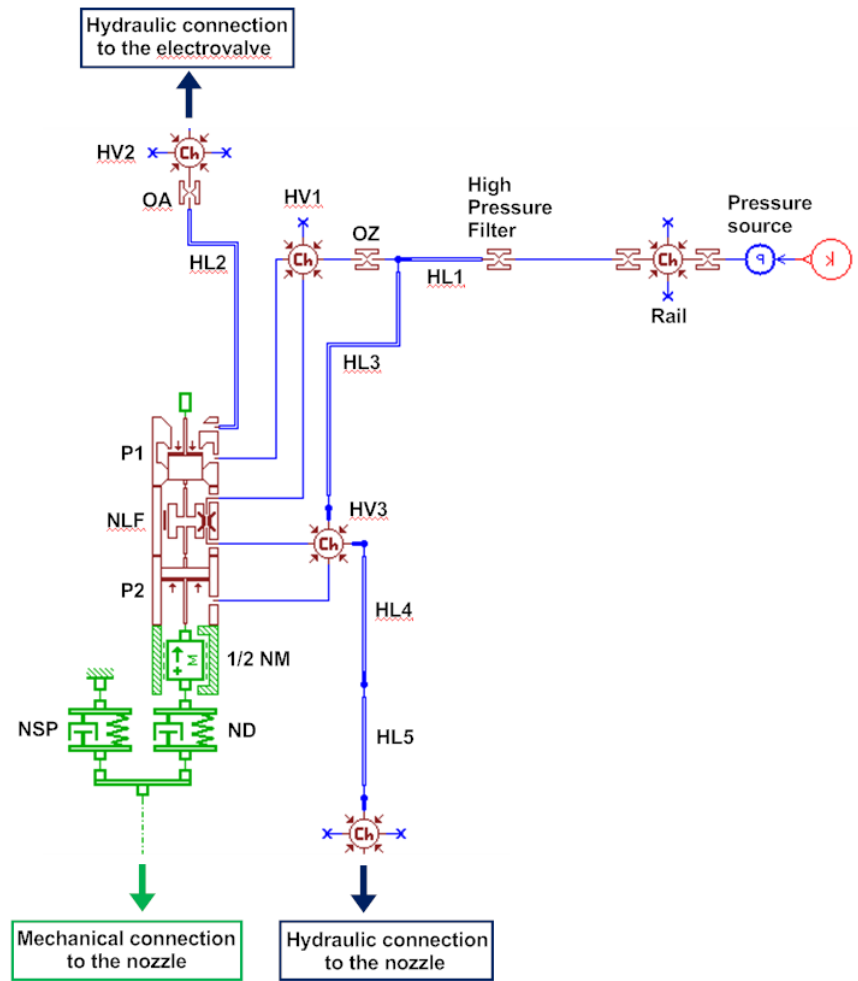 Hydraulic connection
to the electrovalve
HV2
Ch
OA
HL2
HV1
Ch
OZ
HL1
High
Pressure
Filter
Ch
Rail
Pressure
source
P
K
HL3
P1
NLF
P2
HV3
Ch
HL4
1/2 NM
M
NSP
ND
HL5
Ch
Mechanical connection
to the nozzle
Hydraulic connection
to the nozzle